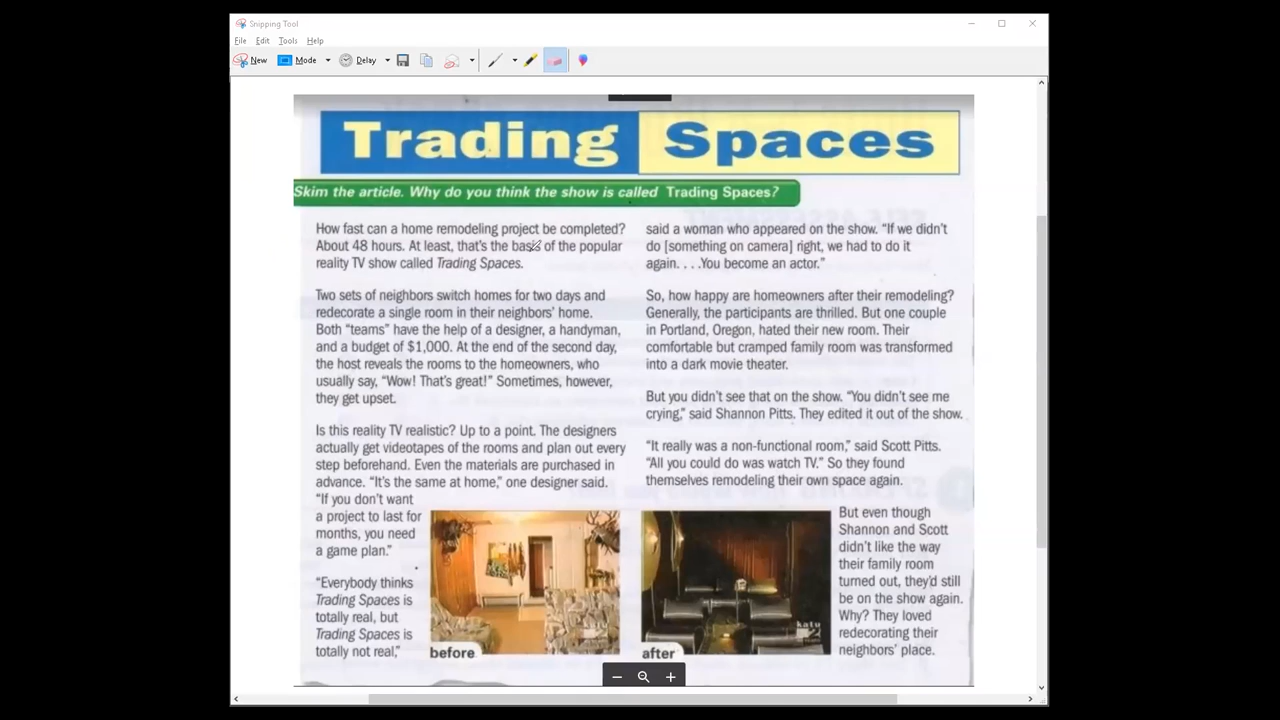 Snipping Tool
File Edit Tools Help
New Mode Delay
Trading Spaces
Skim the article. Why do you think the show is called Trading Spaces?
How fast can a home remodeling project be completed?
About 48 hours. At least, that's the basis of the popular
reality TV show called Trading Spaces.
Two sets of neighbors switch homes for two days and
redecorate a single room in their neighbors' home.
Both "teams" have the help of a designer, a handyman,
and a budget of $1,000. At the end of the second day,
the host reveals the rooms to the homeowners, who
usually say, "Wow! That's great!" Sometimes, however,
they get upset.
Is this reality TV realistic? Up to a point. The designers
actually get videotapes of the rooms and plan out every
step beforehand. Even the materials are purchased in
advance. "It's the same at home," one designer said.
"If you don't want
a project to last for
months, you need
a game plan."
"Everybody thinks
Trading Spaces is
totally real, but
Trading Spaces is
totally not real,"
before
said a woman who appeared on the show. "If we didn't
do [something on camera] right, we had to do it
again. . . .You become an actor."
So, how happy are homeowners after their remodeling?
Generally, the participants are thrilled. But one couple
in Portland, Oregon, hated their new room. Their
comfortable but cramped family room was transformed
into a dark movie theater.
But you didn't see that on the show. "You didn't see me
crying," said Shannon Pitts. They edited it out of the show.
"It really was a non-functional room," said Scott Pitts.
"All you could do was watch TV." So they found
themselves remodeling their own space again.
katu
2
after
But even though
Shannon and Scott
didn't like the way
their family room
turned out, they'd still
be on the show again.
Why? They loved
redecorating their
neighbors' place.